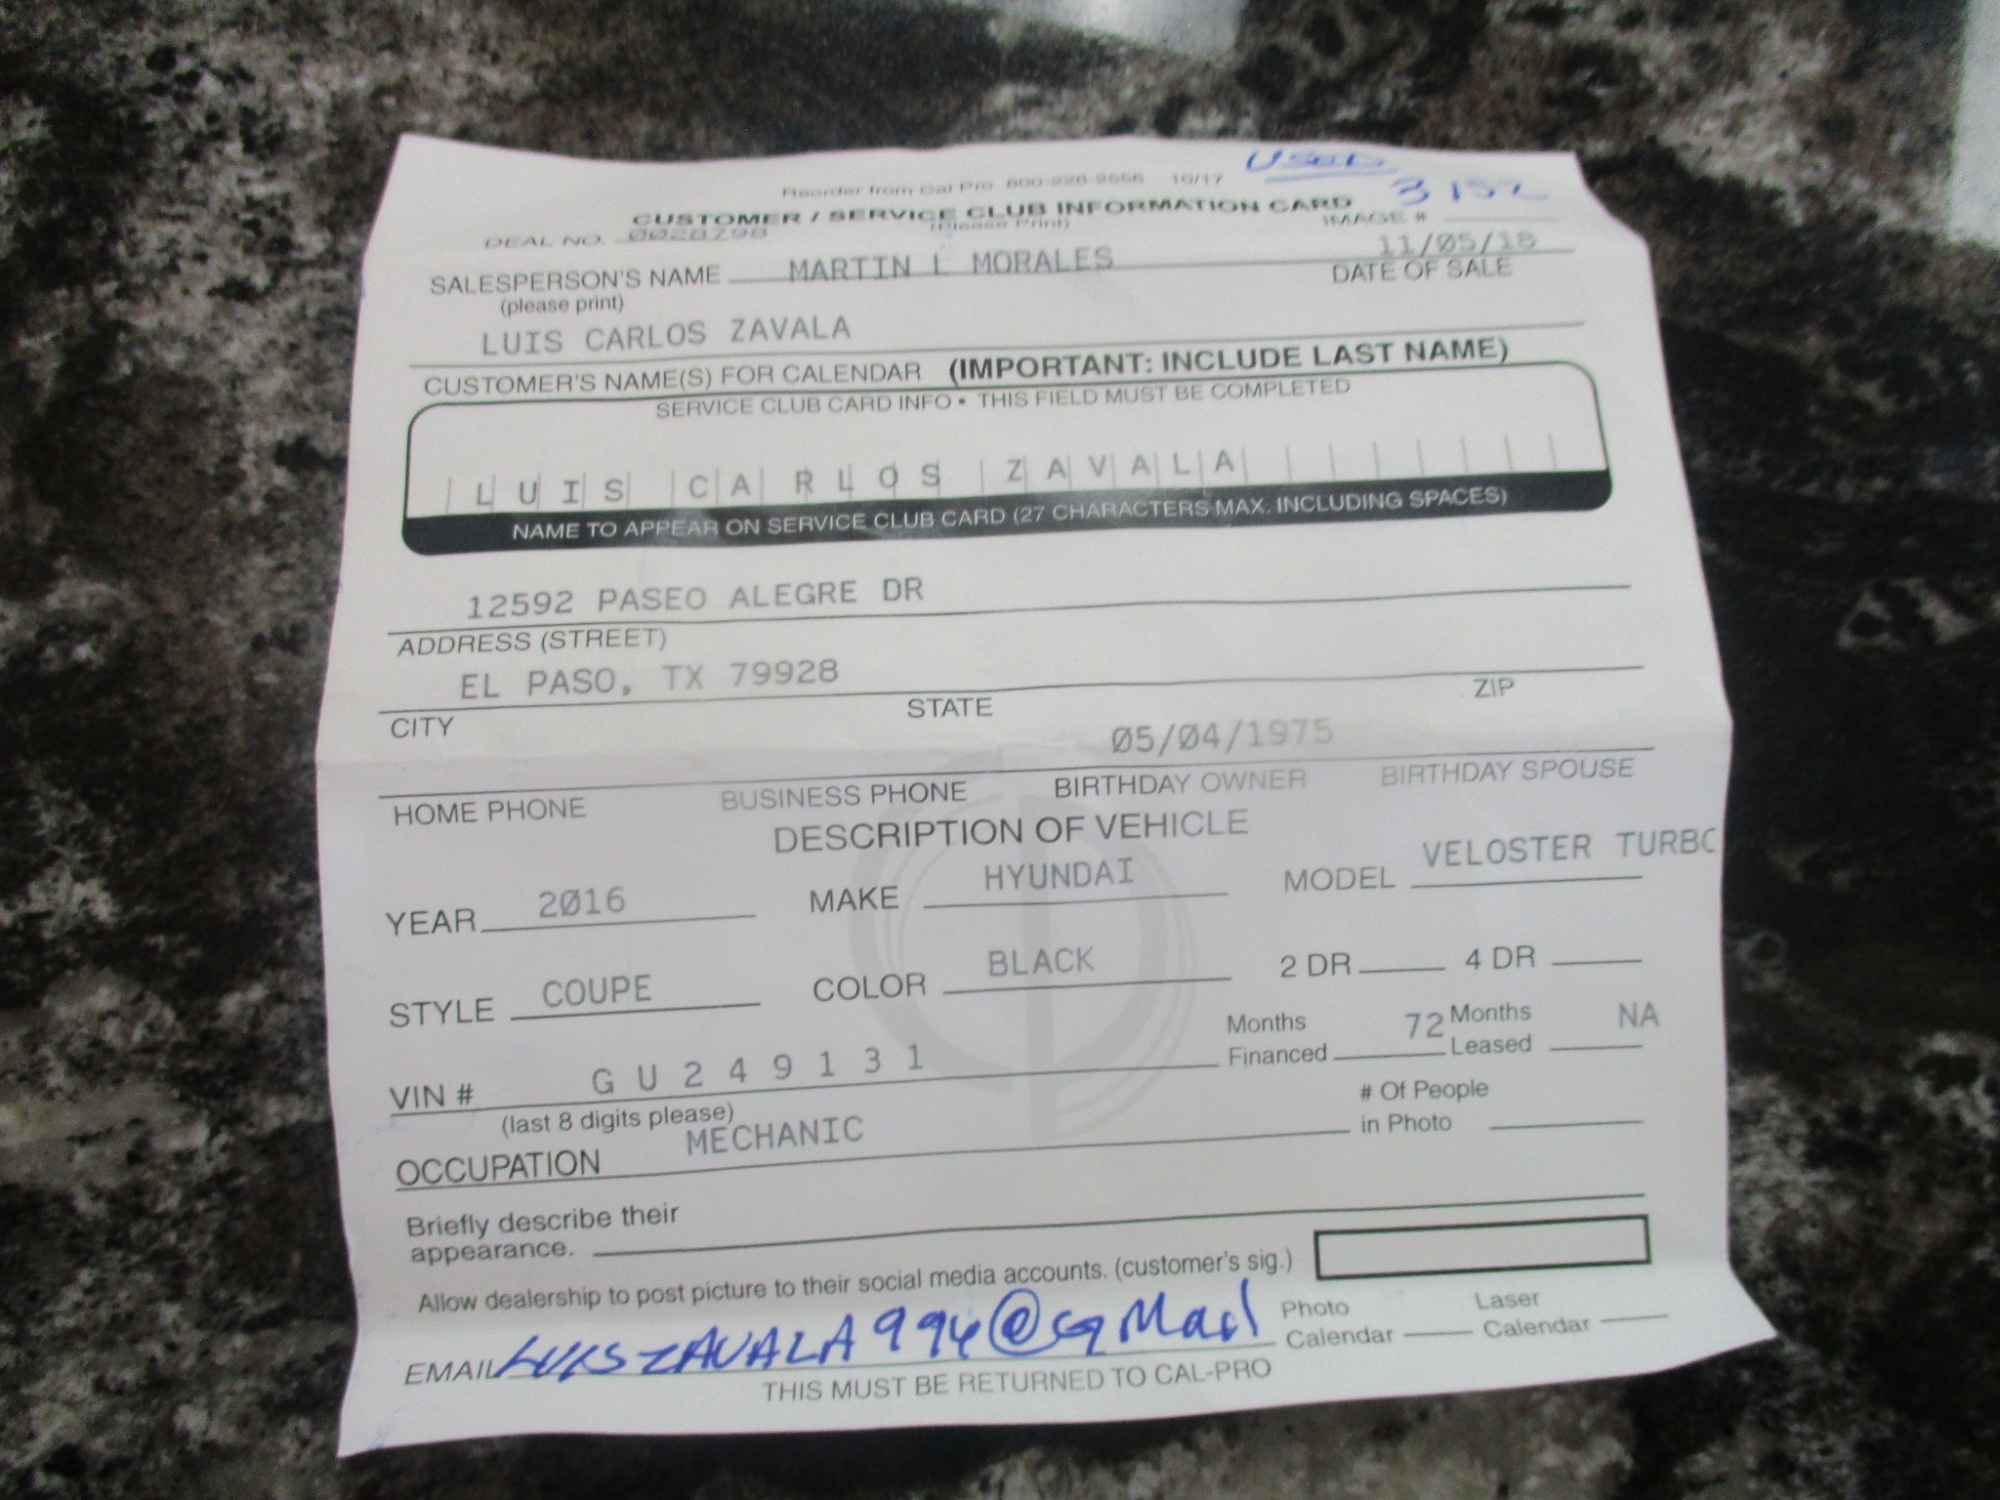 USED
Reorder from Cal Pro 800-228-2556 10/17
3152
CUSTOMER / SERVICE CLUB INFORMATION CARD
(Please Print)
IMAGE #
DEAL NO. 0028798
11/05/18
SALESPERSON'S NAME MARTIN L MORALES
DATE OF SALE
(please print)
LUIS CARLOS ZAVALA
CUSTOMER'S NAME(S) FOR CALENDAR (IMPORTANT: INCLUDE LAST NAME)
SERVICE CLUB CARD INFO • THIS FIELD MUST BE COMPLETED
LUIS CARLOS ZAVALA
NAME TO APPEAR ON SERVICE CLUB CARD (27 CHARACTERS MAX. INCLUDING SPACES)
12592 PASEO ALEGRE DR
ADDRESS (STREET)
EL PASO, TX 79928
CITY STATE ZIP
05/04/1975
HOME PHONE BUSINESS PHONE BIRTHDAY OWNER BIRTHDAY SPOUSE
DESCRIPTION OF VEHICLE
YEAR 2016 MAKE HYUNDAI MODEL VELOSTER TURBO
STYLE COUPE COLOR BLACK 2 DR 4 DR
Months Financed 72 Months Leased NA
VIN # G U 2 4 9 1 3 1
(last 8 digits please)
# Of People in Photo
OCCUPATION MECHANIC
Briefly describe their
appearance.
Allow dealership to post picture to their social media accounts. (customer's sig.)
EMAIL Photo Calendar Laser Calendar
THIS MUST BE RETURNED TO CAL-PRO